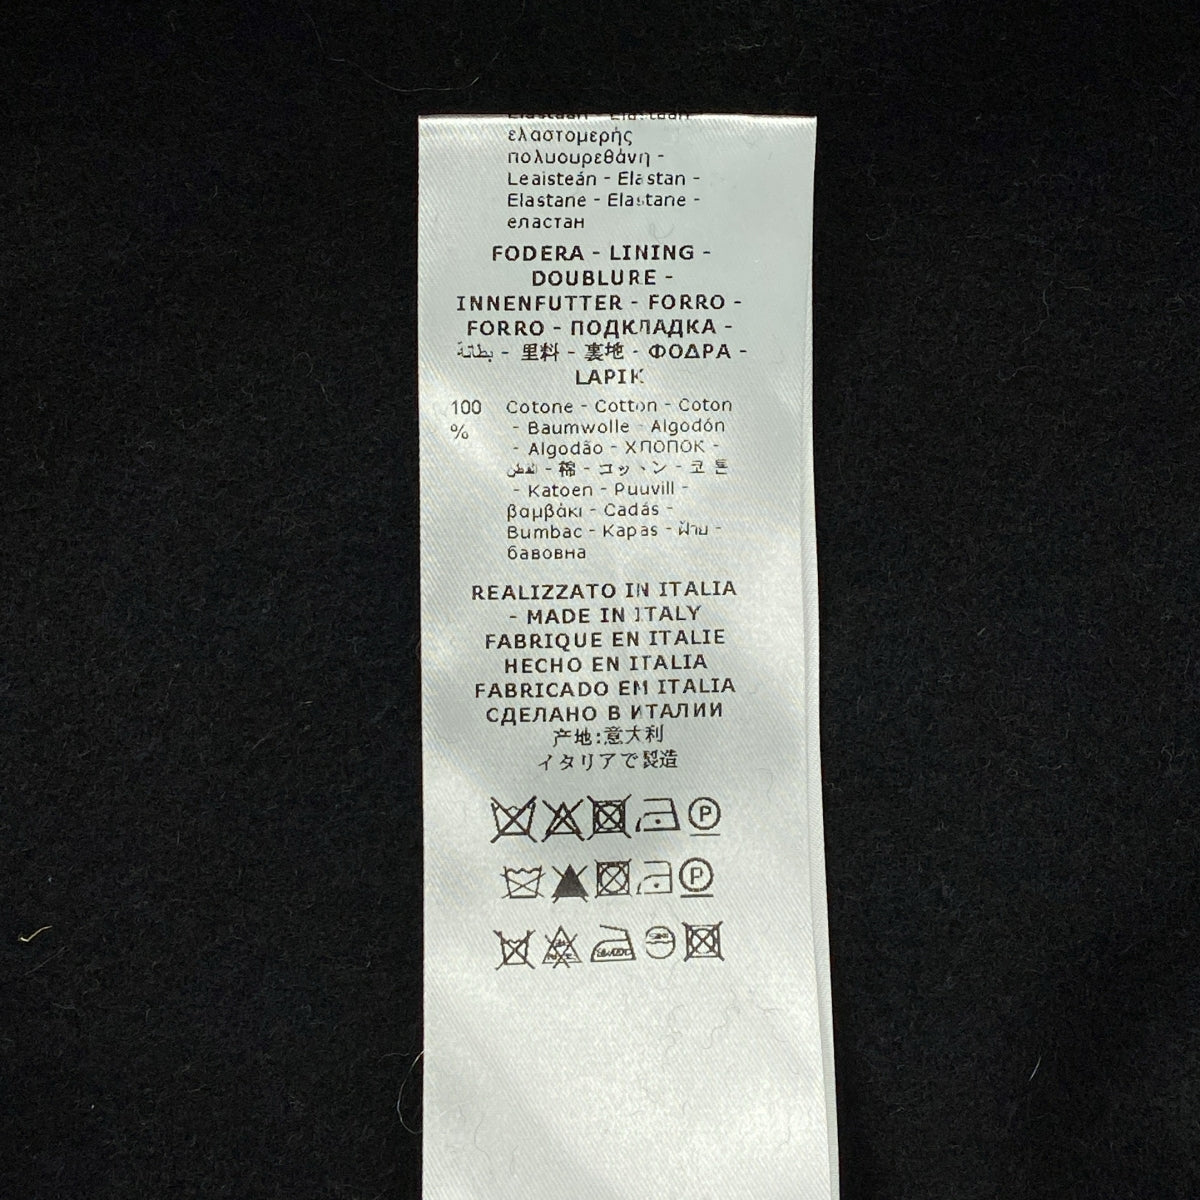 Elastaan - Elastaan
ελαστομερής
πολυουρεθάνη -
Leaisteán - Elastan -
Elastane - Elastane -
еластан
FODERA - LINING -
DOUBLURE -
INNENFUTTER - FORRO -
FORRO - ПОДКЛАДКА -
بطانة - 里料 - 裏地 - ΦΟΔΡΑ -
LAPIK
100 Cotone - Cotton - Coton
% - Baumwolle - Algodón
- Algodão - ХЛОПОК -
القطن - 棉 - コットン - 코튼
- Katoen - Puuvill -
βαμβάκι - Cadás -
Bumbac - Kapas - ฝ้าย -
бавовна
REALIZZATO IN ITALIA
- MADE IN ITALY
FABRIQUE EN ITALIE
HECHO EN ITALIA
FABRICADO EM ITALIA
СДЕЛАНО В ИТАЛИИ
产地:意大利
イタリアで製造
P
P